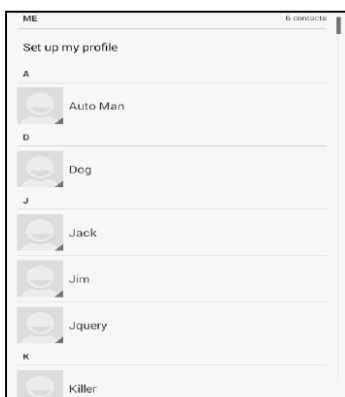 ME 6 contacts
Set up my profile
A
Auto Man
D
Dog
J
Jack
Jim
Jquery
K
Killer